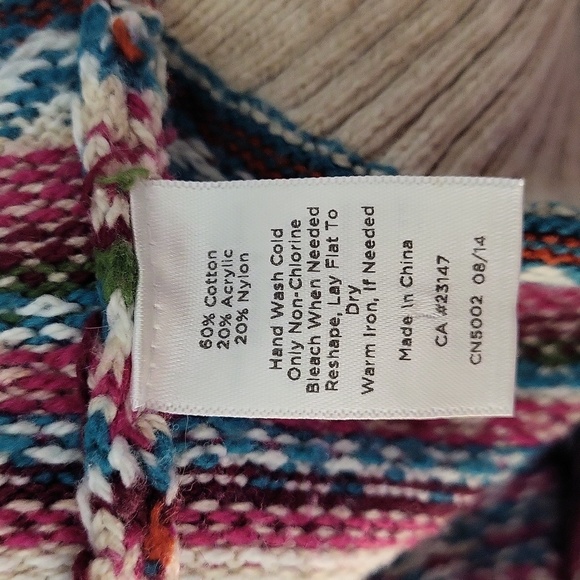 60% Cotton
20% Acrylic
20% Nylon
Hand Wash Cold
Only Non-Chlorine
Bleach When Needed
Reshape, Lay Flat To
Dry
Warm Iron, If Needed
Made in China
CA #23147
CN5002 08/14